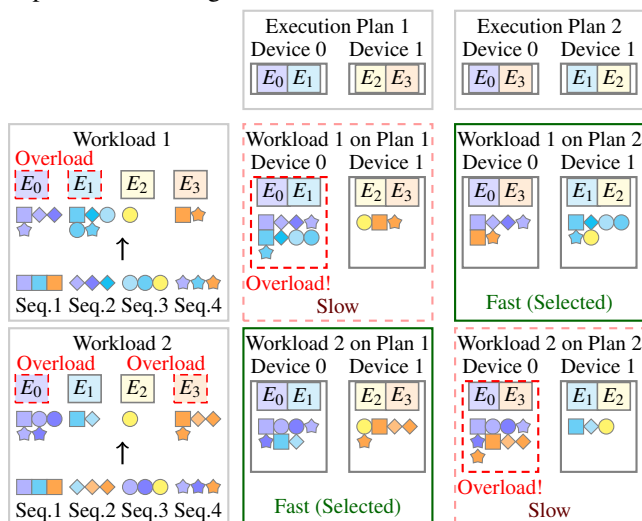 Execution Plan 1
Device 0 Device 1
E0 E1 E2 E3
Execution Plan 2
Device 0 Device 1
E0 E3 E1 E2
Workload 1
Overload
E0 E1 E2 E3
Seq.1 Seq.2 Seq.3 Seq.4
Workload 1 on Plan 1
Device 0 Device 1
E0 E1 E2 E3
Overload!
Slow
Workload 1 on Plan 2
Device 0 Device 1
E0 E3 E1 E2
Fast (Selected)
Workload 2
Overload Overload
E0 E1 E2 E3
Seq.1 Seq.2 Seq.3 Seq.4
Workload 2 on Plan 1
Device 0 Device 1
E0 E1 E2 E3
Fast (Selected)
Workload 2 on Plan 2
Device 0 Device 1
E0 E3 E1 E2
Overload!
Slow